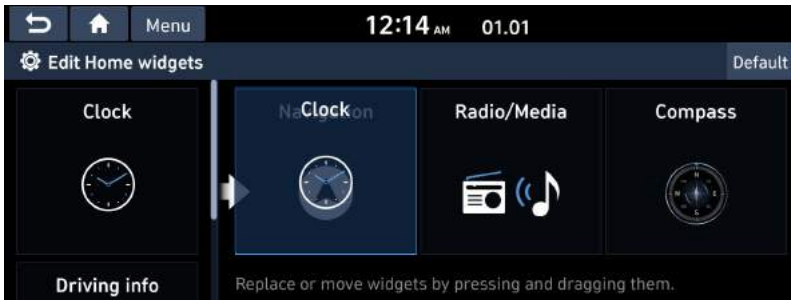 Menu 12:14 AM 01.01
Edit Home widgets Default
Clock Navigation Clock Radio/Media Compass
N
W E
S
Driving info Replace or move widgets by pressing and dragging them.